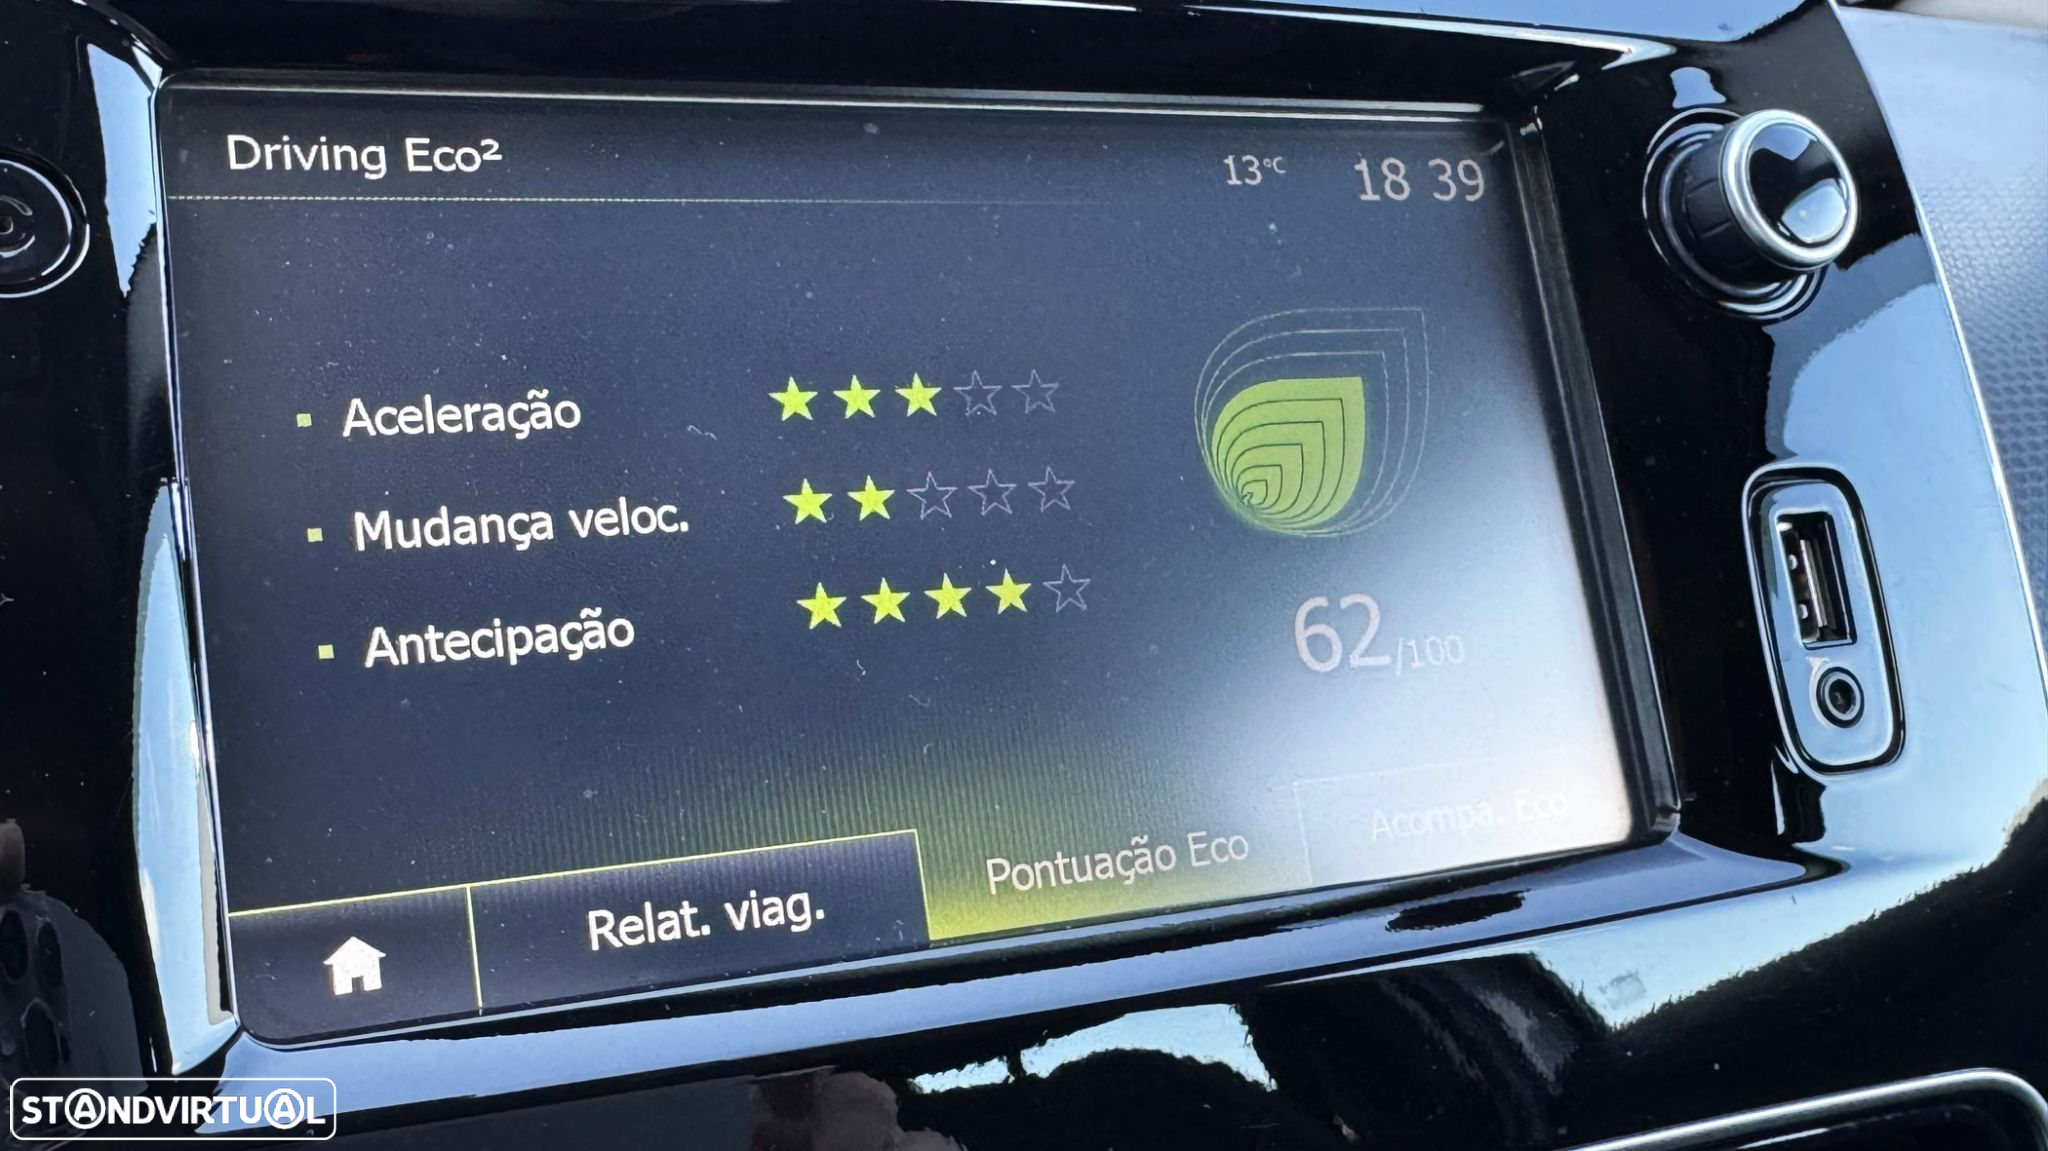 Driving Eco²
13°C
18 39
Aceleração
Mudança veloc.
Antecipação
62/100
Relat. viag.
Pontuação Eco
Acompa. Eco
STANDVIRTUAL